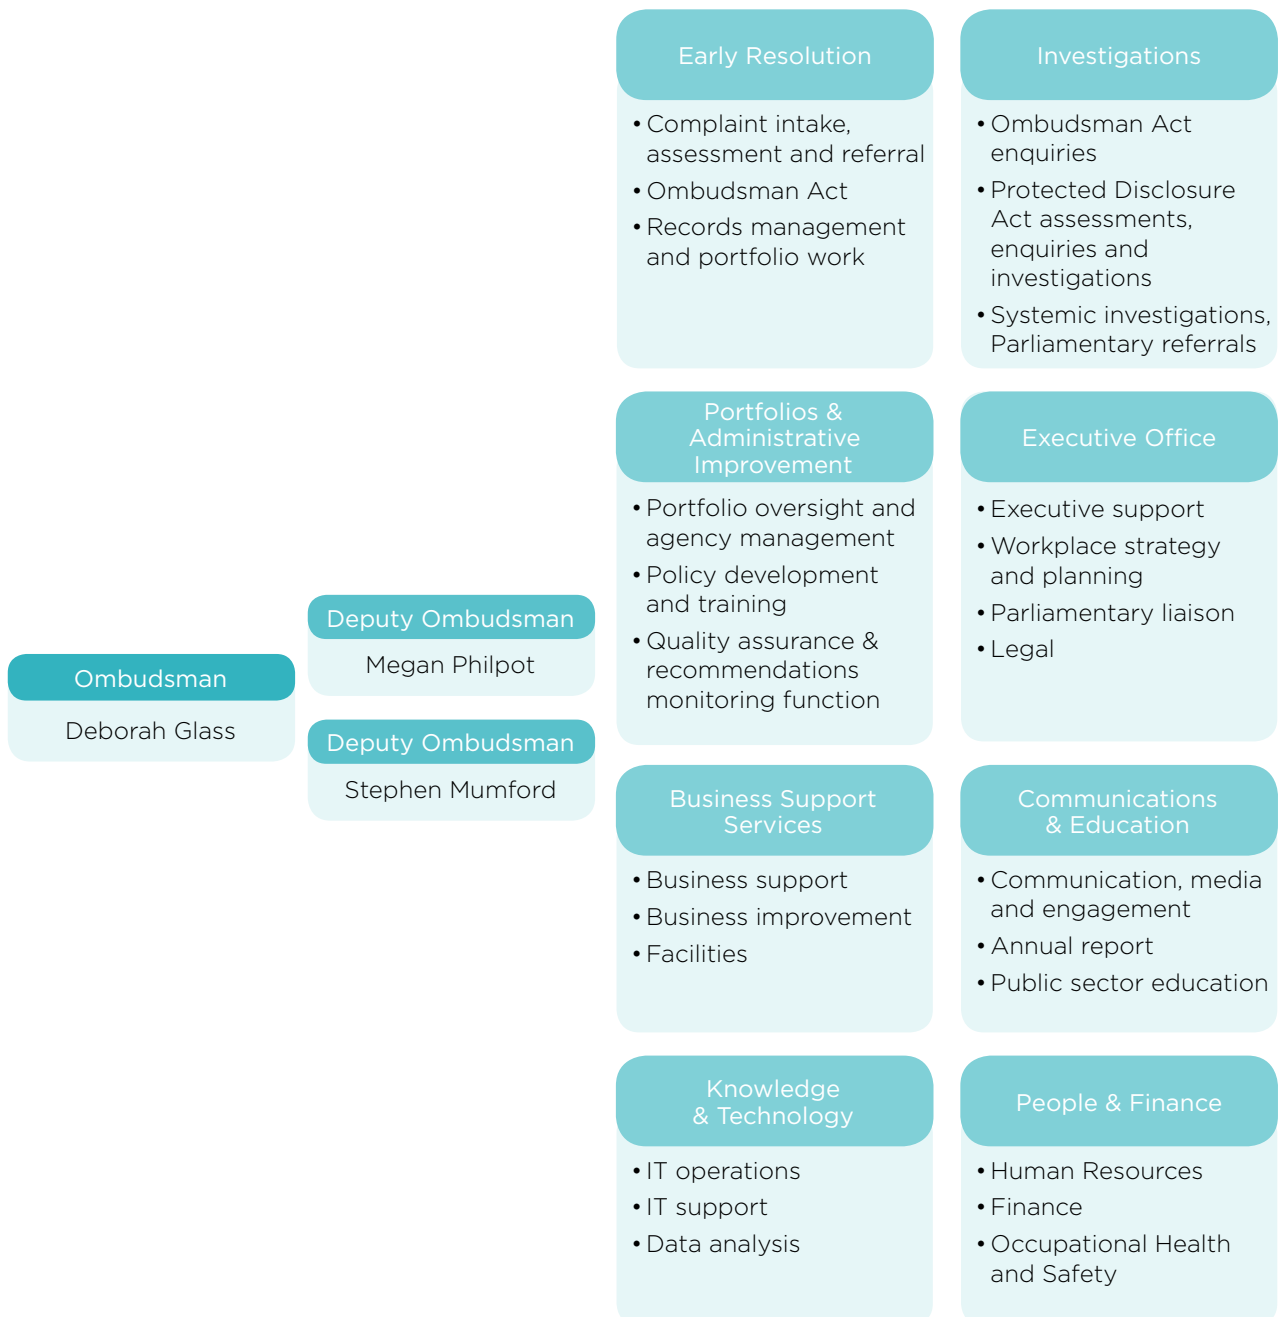 Ombudsman
Deborah Glass
Deputy Ombudsman
Megan Philpot
Deputy Ombudsman
Stephen Mumford
Early Resolution
• Complaint intake,
assessment and referral
• Ombudsman Act
• Records management
and portfolio work
Investigations
• Ombudsman Act
enquiries
• Protected Disclosure
Act assessments,
enquiries and
investigations
• Systemic investigations,
Parliamentary referrals
Portfolios &
Administrative
Improvement
• Portfolio oversight and
agency management
• Policy development
and training
• Quality assurance &
recommendations
monitoring function
Executive Office
• Executive support
• Workplace strategy
and planning
• Parliamentary liaison
• Legal
Business Support
Services
• Business support
• Business improvement
• Facilities
Communications
& Education
• Communication, media
and engagement
• Annual report
• Public sector education
Knowledge
& Technology
• IT operations
• IT support
• Data analysis
People & Finance
• Human Resources
• Finance
• Occupational Health
and Safety